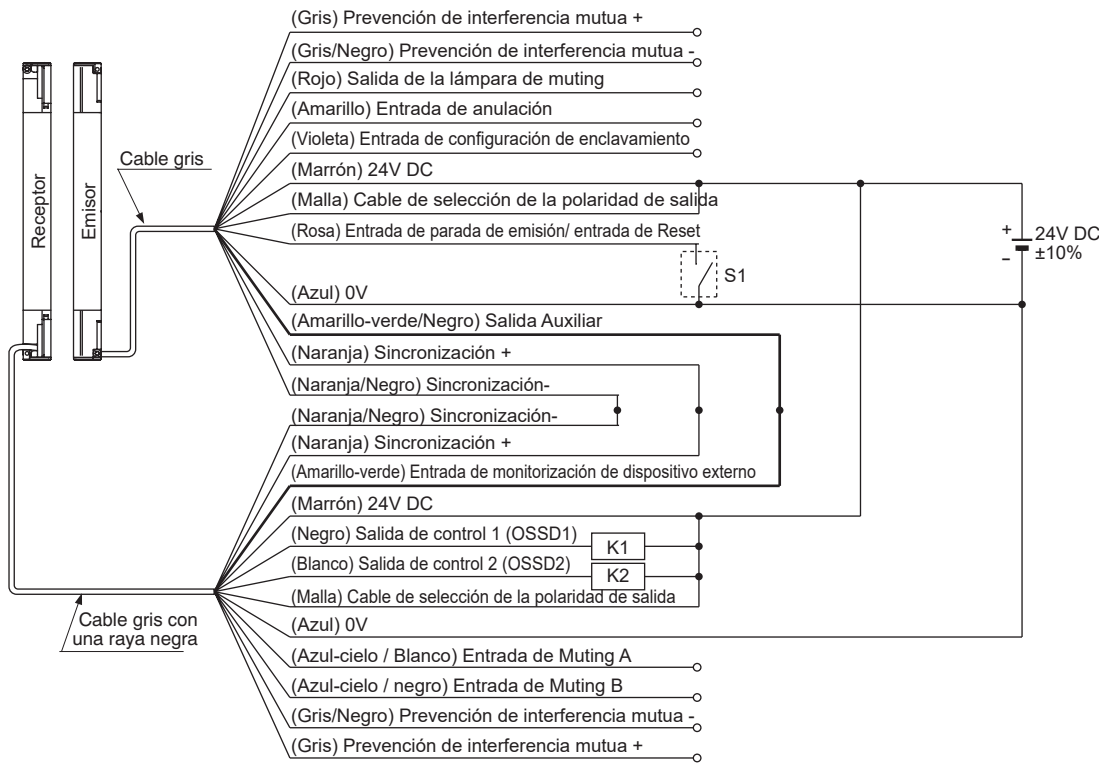 (Gris) Prevención de interferencia mutua +
(Gris/Negro) Prevención de interferencia mutua -
(Rojo) Salida de la lámpara de muting
(Amarillo) Entrada de anulación
(Violeta) Entrada de configuración de enclavamiento
(Marrón) 24V DC
(Malla) Cable de selección de la polaridad de salida
(Rosa) Entrada de parada de emisión/ entrada de Reset
(Azul) 0V
(Amarillo-verde/Negro) Salida Auxiliar
(Naranja) Sincronización +
(Naranja/Negro) Sincronización-
(Naranja/Negro) Sincronización-
(Naranja) Sincronización +
(Amarillo-verde) Entrada de monitorización de dispositivo externo
(Marrón) 24V DC
(Negro) Salida de control 1 (OSSD1)
K1
(Blanco) Salida de control 2 (OSSD2)
K2
(Malla) Cable de selección de la polaridad de salida
(Azul) 0V
(Azul-cielo / Blanco) Entrada de Muting A
(Azul-cielo / negro) Entrada de Muting B
(Gris/Negro) Prevención de interferencia mutua -
(Gris) Prevención de interferencia mutua +
Receptor
Emisor
Cable gris
Cable gris con
una raya negra
S1
+
−
24V DC
±10%